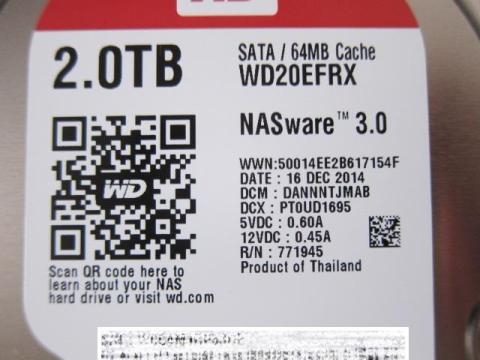 WD
2.0TB
SATA / 64MB Cache
WD20EFRX
NASware™ 3.0
WD
WWN:50014EE2B617154F
DATE : 16 DEC 2014
DCM : DANNNTJMAB
DCX : PT0UD1695
5VDC : 0.60A
12VDC : 0.45A
R/N : 771945
Product of Thailand
Scan QR code here to
learn about your NAS
hard drive or visit wd.com